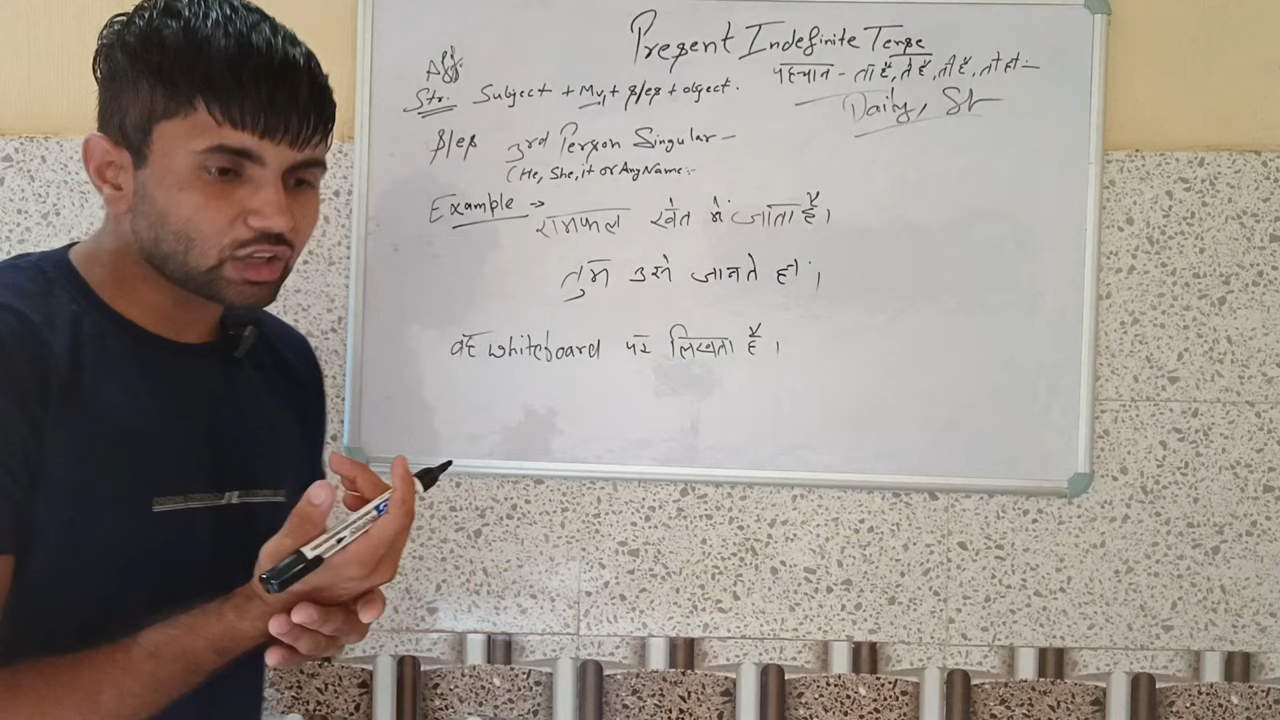 Present Indefinite Tense
पहचान - ता है, ते हैं, ती है, ते हो :-
Daily, St
Aff.
Str. Subject + Mv1 + s/es + object.
s/es 3rd Person Singular -
(He, She, it or Any Name :-
Example → रामफल खेत में जाता है।
तुम उसे जानते हो।
वह whiteboard पर लिखता है।